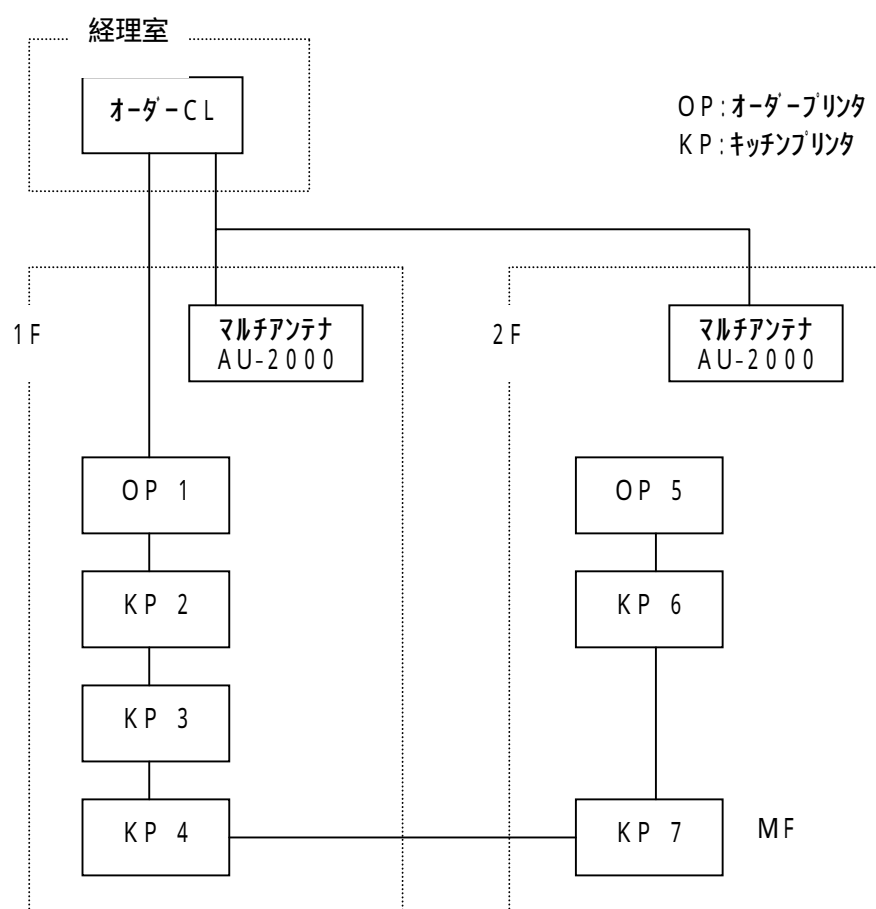 経理室
オーダーCL
OP:オーダープリンタ
KP:キッチンプリンタ
1F
マルチアンテナ
AU-2000
2F
マルチアンテナ
AU-2000
OP 1
OP 5
KP 2
KP 6
KP 3
KP 4
KP 7
MF